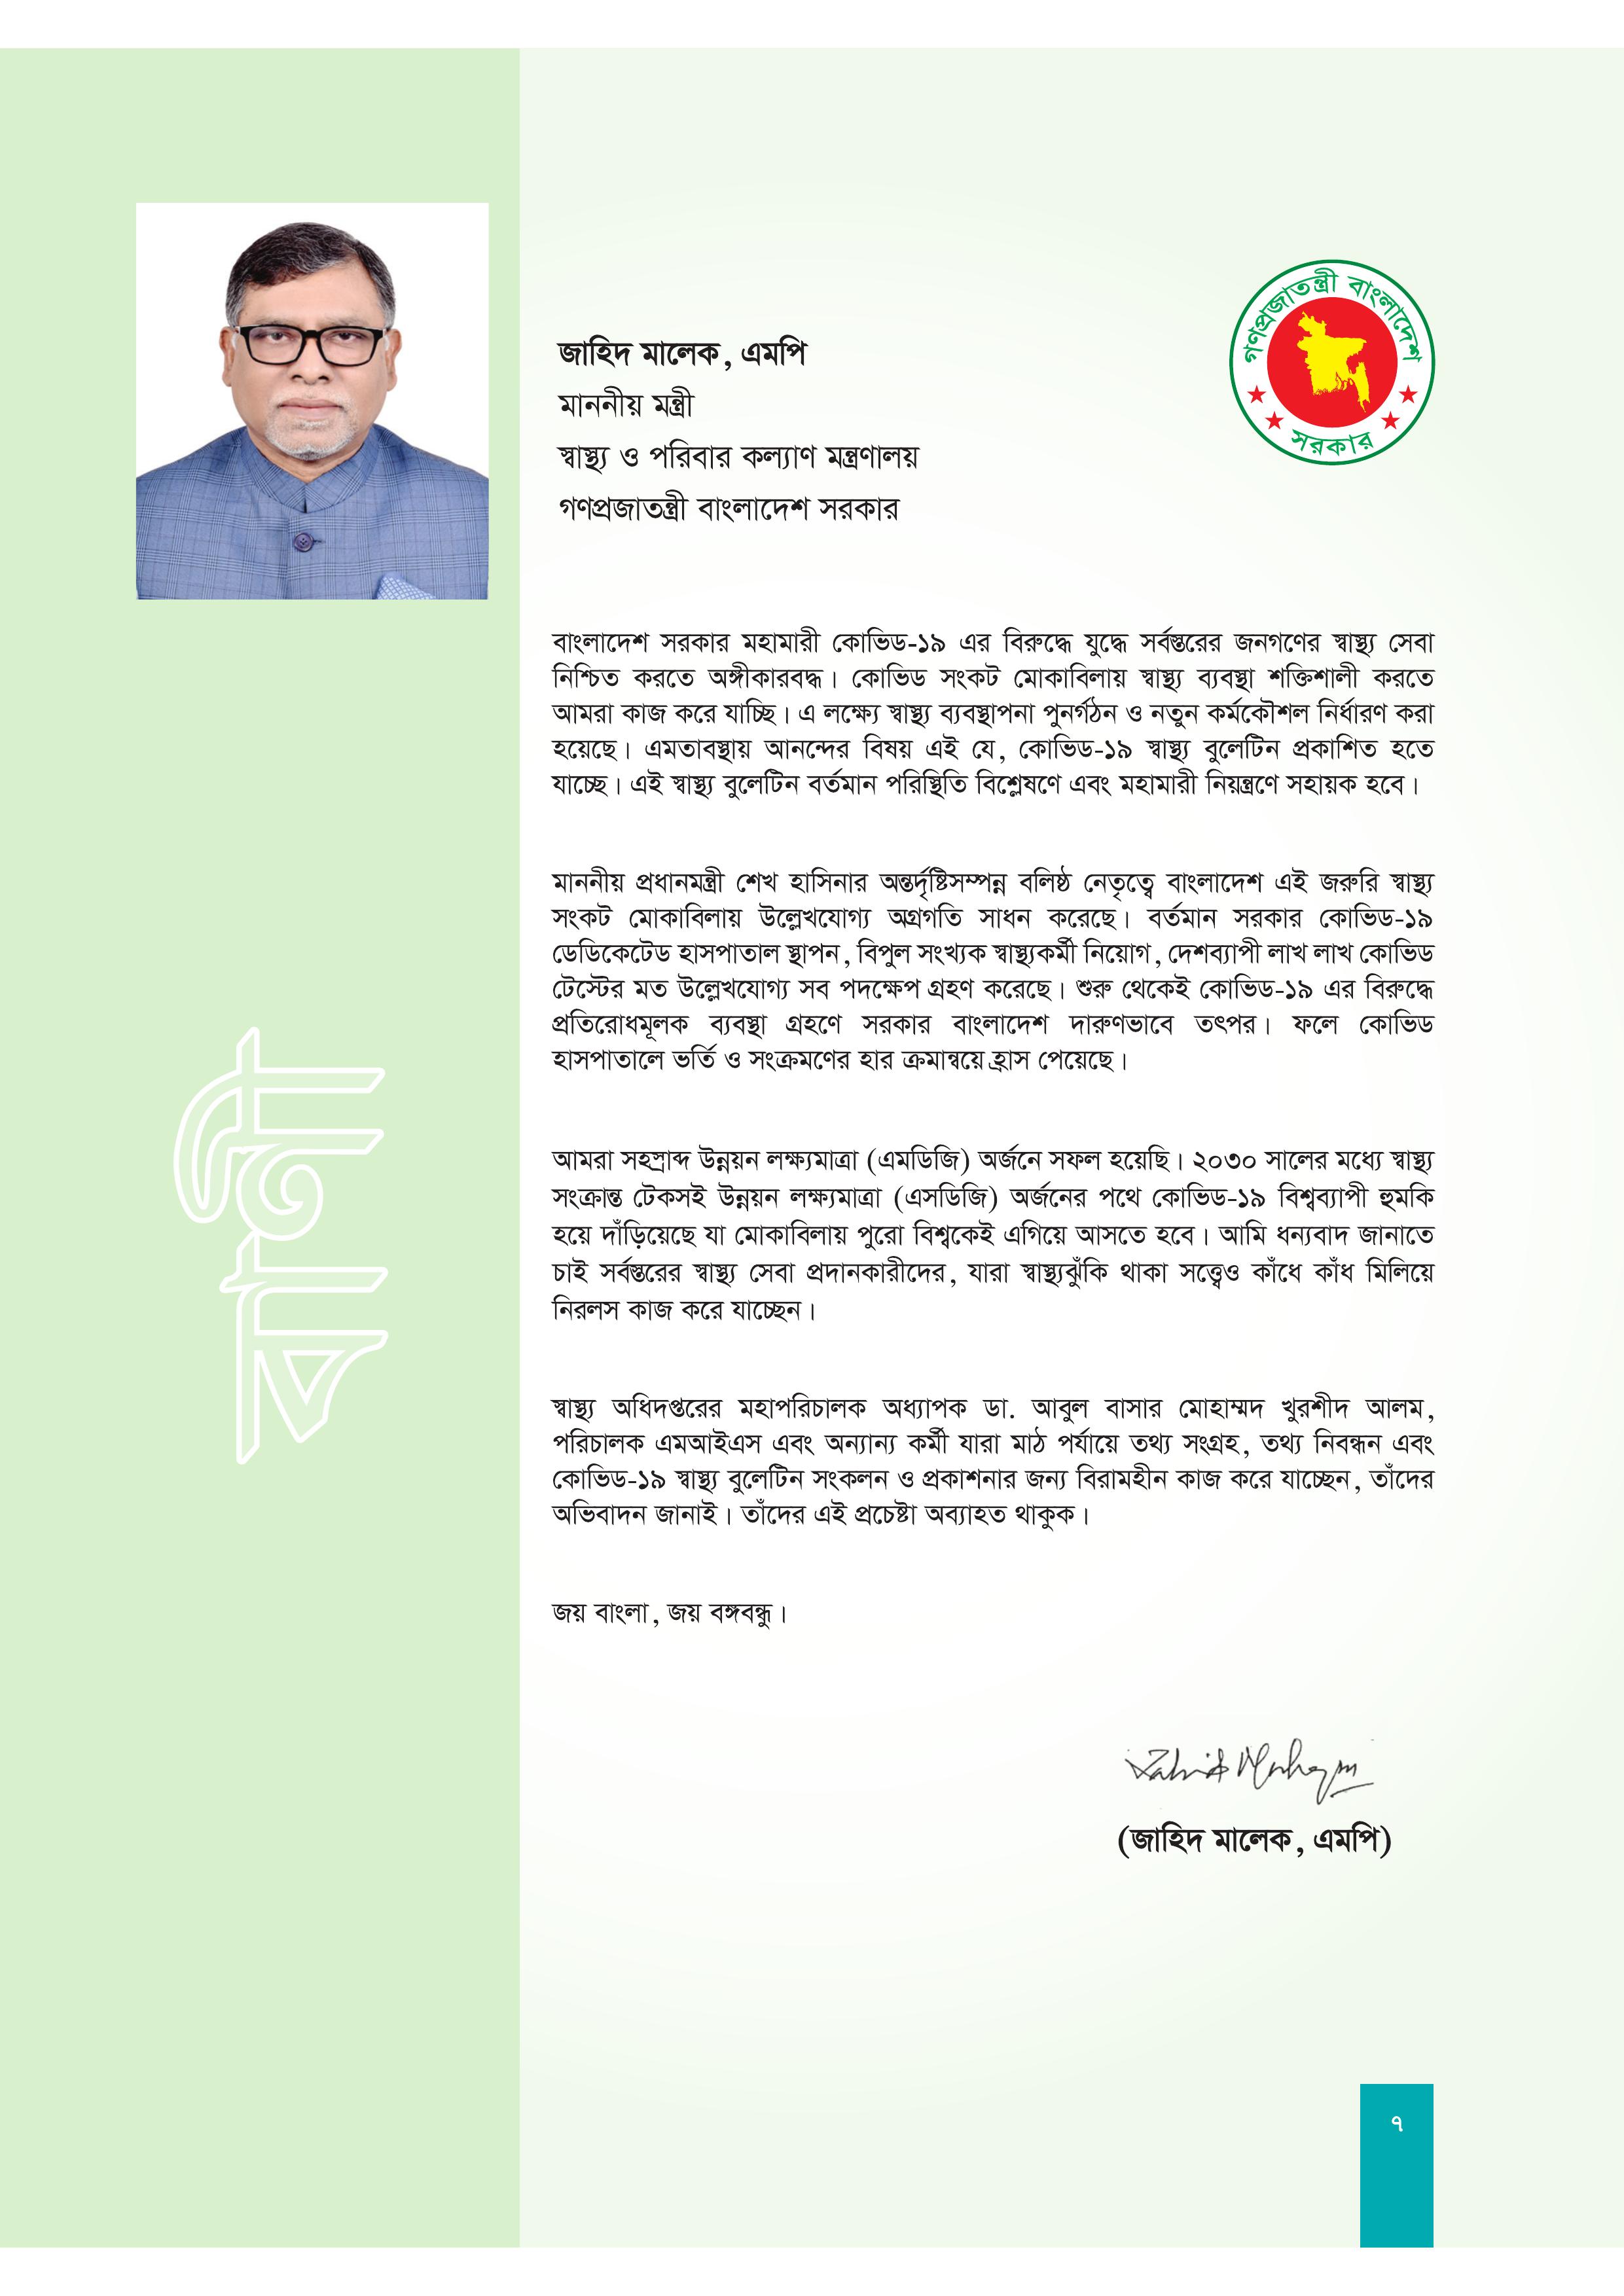 গণপ্রজাতন্ত্রী বাংলাদেশ
সরকার
জাহিদ মালেক, এমপি
মাননীয় মন্ত্রী
স্বাস্থ্য ও পরিবার কল্যাণ মন্ত্রণালয়
গণপ্রজাতন্ত্রী বাংলাদেশ সরকার
বাণী
বাংলাদেশ সরকার মহামারী কোভিড-১৯ এর বিরুদ্ধে যুদ্ধে সর্বস্তরের জনগণের স্বাস্থ্য সেবা
নিশ্চিত করতে অঙ্গীকারবদ্ধ। কোভিড সংকট মোকাবিলায় স্বাস্থ্য ব্যবস্থা শক্তিশালী করতে
আমরা কাজ করে যাচ্ছি। এ লক্ষ্যে স্বাস্থ্য ব্যবস্থাপনা পুনর্গঠন ও নতুন কর্মকৌশল নির্ধারণ করা
হয়েছে। এমতাবস্থায় আনন্দের বিষয় এই যে, কোভিড-১৯ স্বাস্থ্য বুলেটিন প্রকাশিত হতে
যাচ্ছে। এই স্বাস্থ্য বুলেটিন বর্তমান পরিস্থিতি বিশ্লেষণে এবং মহামারী নিয়ন্ত্রণে সহায়ক হবে।
মাননীয় প্রধানমন্ত্রী শেখ হাসিনার অন্তর্দৃষ্টিসম্পন্ন বলিষ্ঠ নেতৃত্বে বাংলাদেশ এই জরুরি স্বাস্থ্য
সংকট মোকাবিলায় উল্লেখযোগ্য অগ্রগতি সাধন করেছে। বর্তমান সরকার কোভিড-১৯
ডেডিকেটেড হাসপাতাল স্থাপন, বিপুল সংখ্যক স্বাস্থ্যকর্মী নিয়োগ, দেশব্যাপী লাখ লাখ কোভিড
টেস্টের মত উল্লেখযোগ্য সব পদক্ষেপ গ্রহণ করেছে। শুরু থেকেই কোভিড-১৯ এর বিরুদ্ধে
প্রতিরোধমূলক ব্যবস্থা গ্রহণে সরকার বাংলাদেশ দারুণভাবে তৎপর। ফলে কোভিড
হাসপাতালে ভর্তি ও সংক্রমণের হার ক্রমান্বয়ে হ্রাস পেয়েছে।
আমরা সহস্রাব্দ উন্নয়ন লক্ষ্যমাত্রা (এমডিজি) অর্জনে সফল হয়েছি। ২০৩০ সালের মধ্যে স্বাস্থ্য
সংক্রান্ত টেকসই উন্নয়ন লক্ষ্যমাত্রা (এসডিজি) অর্জনের পথে কোভিড-১৯ বিশ্বব্যাপী হুমকি
হয়ে দাঁড়িয়েছে যা মোকাবিলায় পুরো বিশ্বকেই এগিয়ে আসতে হবে। আমি ধন্যবাদ জানাতে
চাই সর্বস্তরের স্বাস্থ্য সেবা প্রদানকারীদের, যারা স্বাস্থ্যঝুঁকি থাকা সত্ত্বেও কাঁধে কাঁধ মিলিয়ে
নিরলস কাজ করে যাচ্ছেন।
স্বাস্থ্য অধিদপ্তরের মহাপরিচালক অধ্যাপক ডা. আবুল বাসার মোহাম্মদ খুরশীদ আলম,
পরিচালক এমআইএস এবং অন্যান্য কর্মী যারা মাঠ পর্যায়ে তথ্য সংগ্রহ, তথ্য নিবন্ধন এবং
কোভিড-১৯ স্বাস্থ্য বুলেটিন সংকলন ও প্রকাশনার জন্য বিরামহীন কাজ করে যাচ্ছেন, তাঁদের
অভিবাদন জানাই। তাঁদের এই প্রচেষ্টা অব্যাহত থাকুক।
জয় বাংলা, জয় বঙ্গবন্ধু।
(জাহিদ মালেক, এমপি)
৭